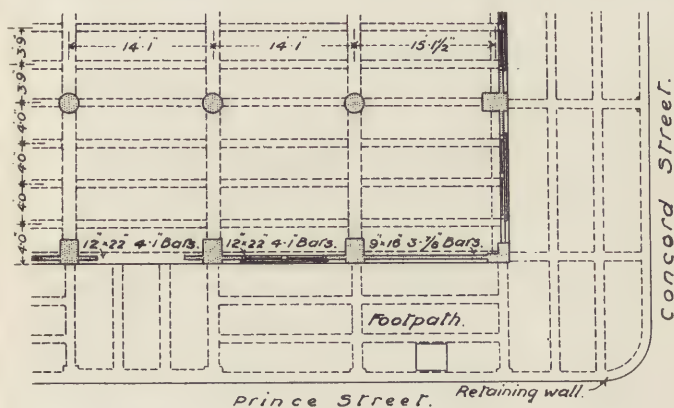 14'1" 14'1" 15'1½"
3'9" 3'9" 4'0" 4'0" 4'0" 4'0"
12"×22" 4-1" Bars. 12"×22" 4-1" Bars. 9"×16" 3-⅞" Bars.
Footpath.
Retaining wall.
Prince Street.
Concord Street.